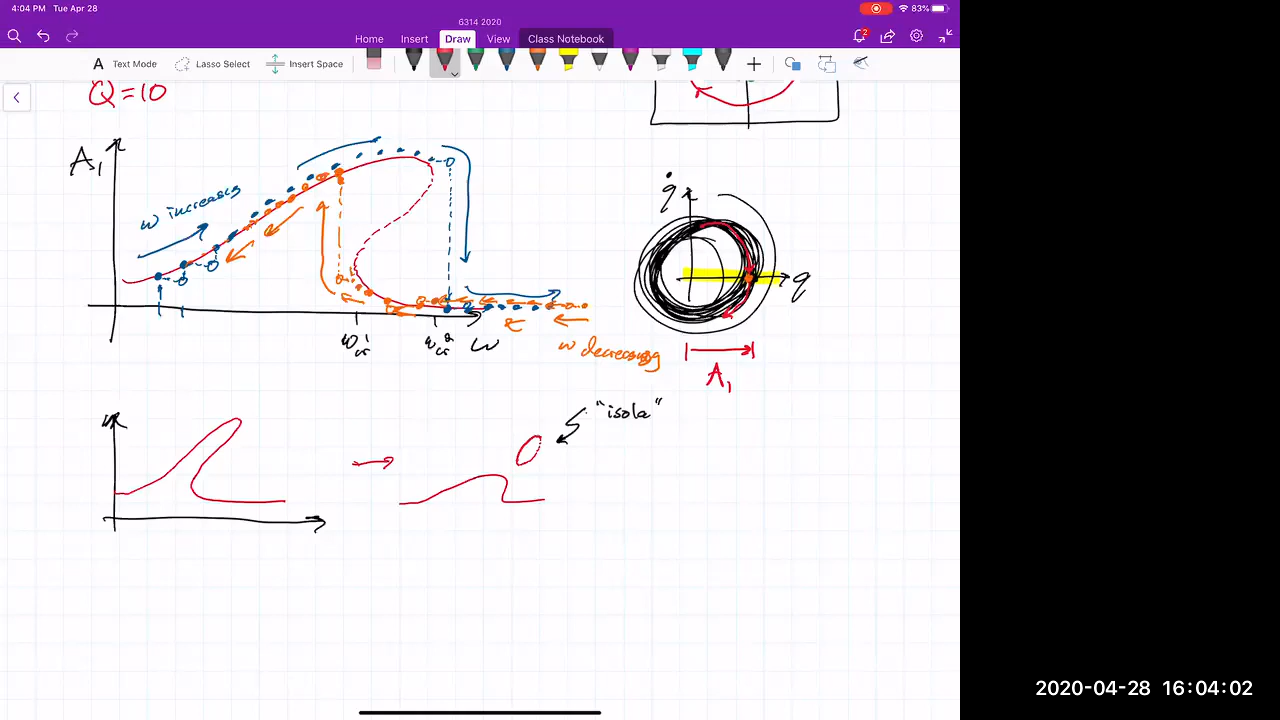 4:04 PM Tue Apr 28
83%
6314 2020
Home Insert Draw View Class Notebook
2
A Text Mode Lasso Select Insert Space
Q=10
A₁
w increases
q̇
q
w
w decreasing
A₁
"isola"
2020-04-28 16:04:02